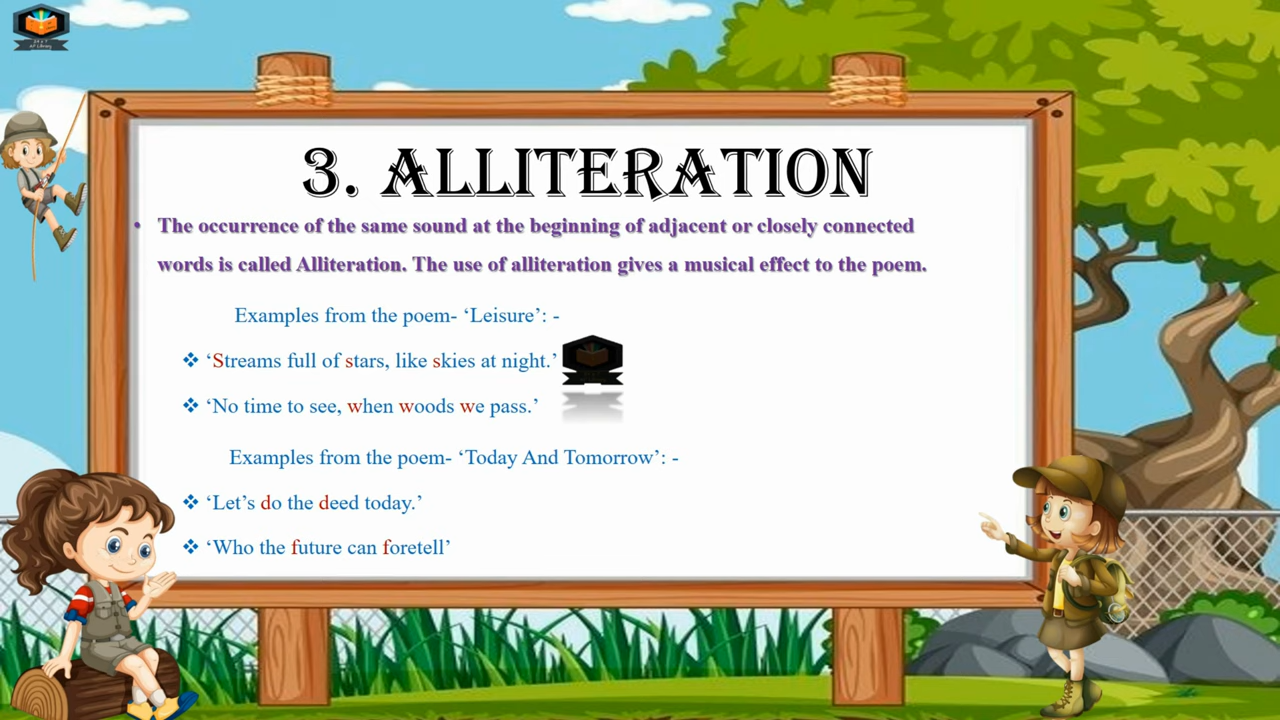 3. ALLITERATION
• The occurrence of the same sound at the beginning of adjacent or closely connected
words is called Alliteration. The use of alliteration gives a musical effect to the poem.
Examples from the poem- ‘Leisure’: -
❖ ‘Streams full of stars, like skies at night.’
❖ ‘No time to see, when woods we pass.’
Examples from the poem- ‘Today And Tomorrow’: -
❖ ‘Let’s do the deed today.’
❖ ‘Who the future can foretell’